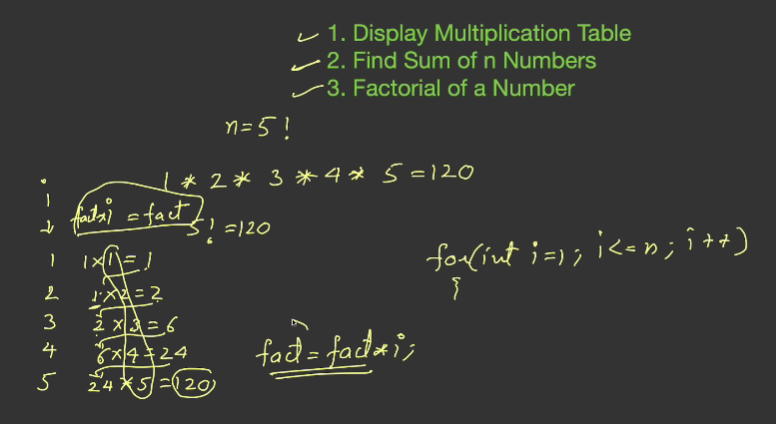 1. Display Multiplication Table
2. Find Sum of n Numbers
3. Factorial of a Number
n=5!
1 * 2 * 3 * 4 * 5 = 120
i
fact*i = fact
5! = 120
for(int i=1; i<=n; i++)
{
1 1×1=1
2 1×2=2
3 2×3=6
4 6×4=24
5 24*5=120
fact = fact*i;